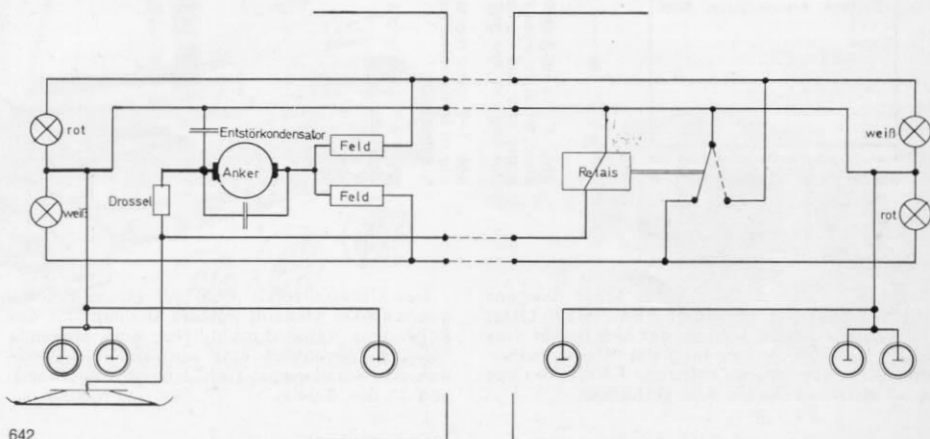 rot
Entstörkondensator
Feld
weiß
Anker
Relais
Drossel
Feld
weiß
rot
642